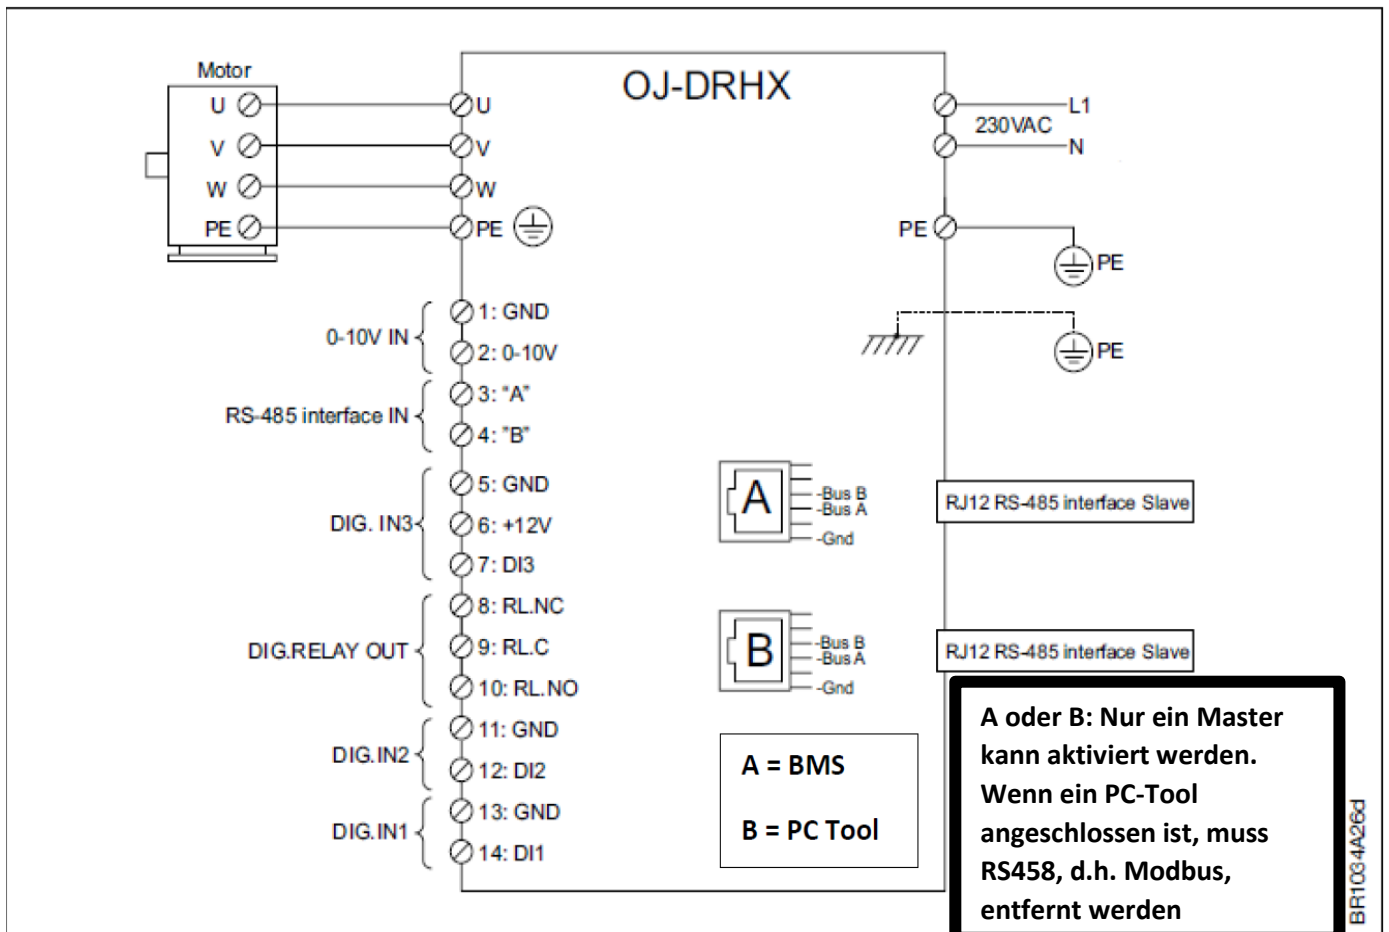 OJ-DRHX
Motor
U
V
W
PE
U
V
W
PE
L1
230VAC
N
PE
PE
PE
0-10V IN
1: GND
2: 0-10V
RS-485 interface IN
3: "A"
4: "B"
DIG. IN3
5: GND
6: +12V
7: DI3
DIG.RELAY OUT
8: RL.NC
9: RL.C
10: RL.NO
DIG.IN2
11: GND
12: DI2
DIG.IN1
13: GND
14: DI1
A
-Bus B
-Bus A
-Gnd
RJ12 RS-485 interface Slave
B
-Bus B
-Bus A
-Gnd
RJ12 RS-485 interface Slave
A = BMS
B = PC Tool
A oder B: Nur ein Master
kann aktiviert werden.
Wenn ein PC-Tool
angeschlossen ist, muss
RS458, d.h. Modbus,
entfernt werden
BR1034A26d